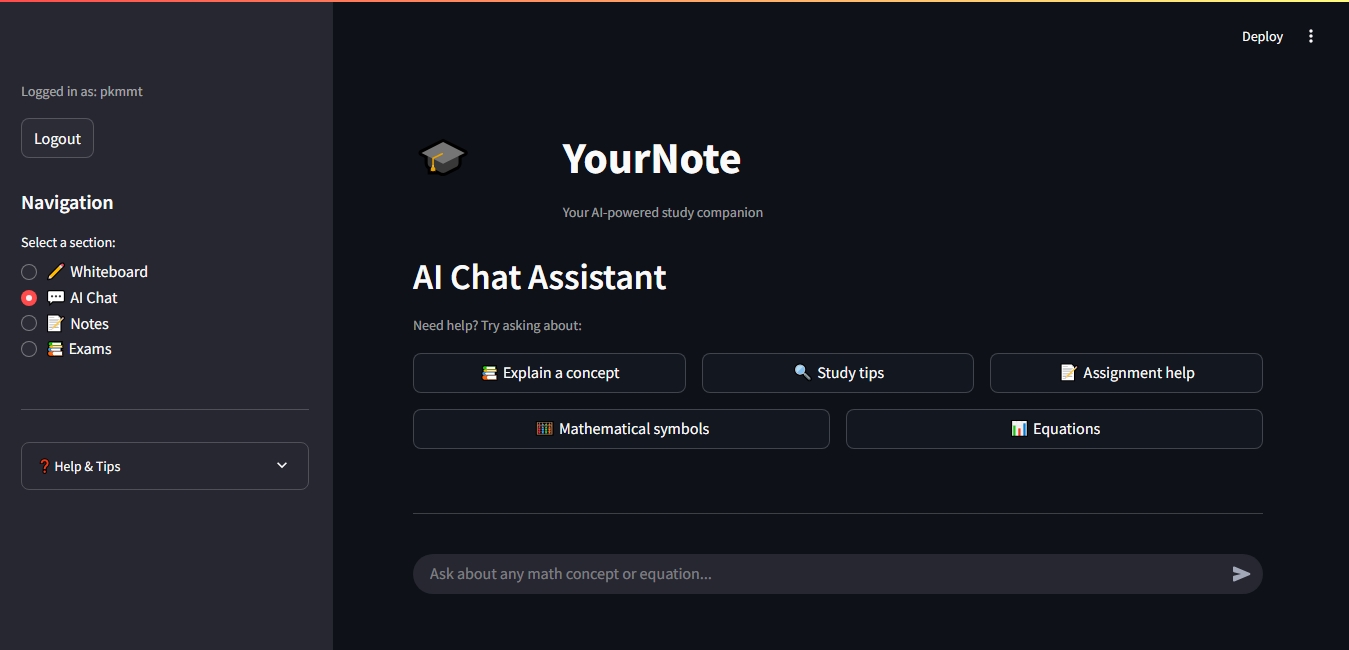 Deploy
Logged in as: pkmmt
Logout
Navigation
Select a section:
Whiteboard
AI Chat
Notes
Exams
Help & Tips
YourNote
Your AI-powered study companion
AI Chat Assistant
Need help? Try asking about:
Explain a concept
Study tips
Assignment help
Mathematical symbols
Equations
Ask about any math concept or equation...